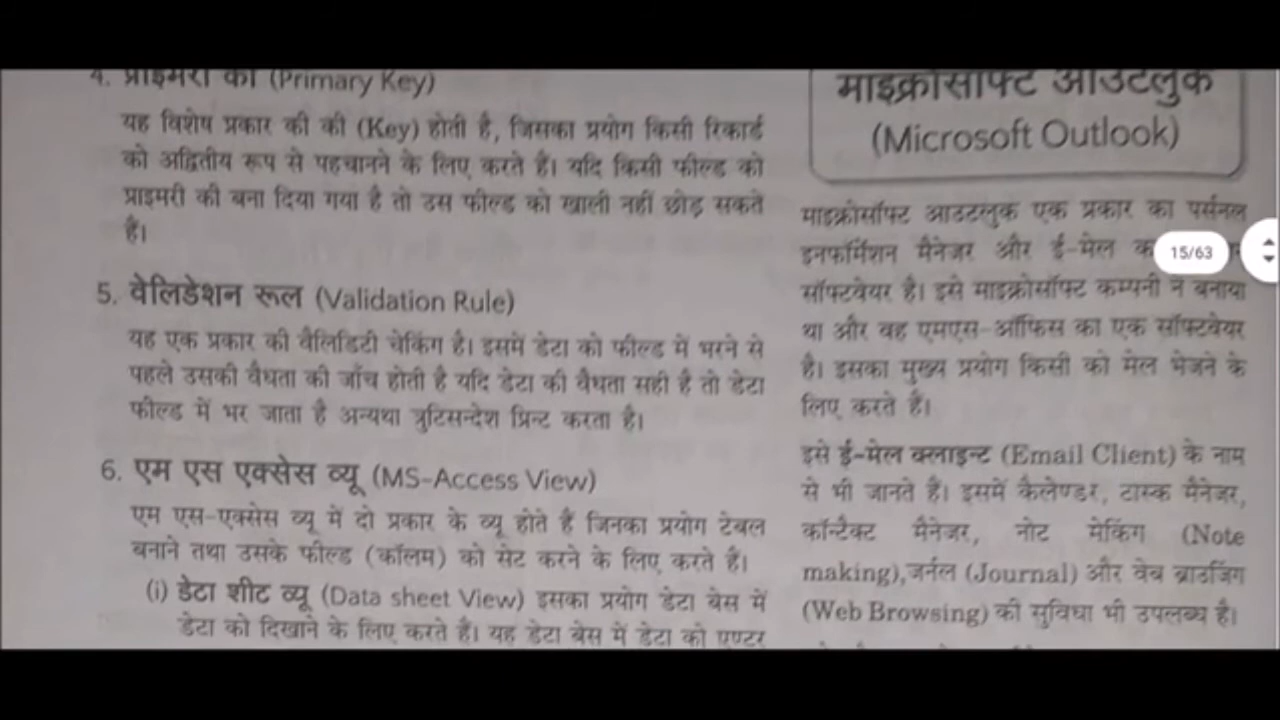 4. प्राइमरी की (Primary Key)
यह विशेष प्रकार की की (Key) होती है, जिसका प्रयोग किसी रिकार्ड
को अद्वितीय रूप से पहचानने के लिए करते हैं। यदि किसी फील्ड को
प्राइमरी की बना दिया गया है तो उस फील्ड को खाली नहीं छोड़ सकते
हैं।
5. वेलिडेशन रूल (Validation Rule)
यह एक प्रकार की वैलिडिटी चेकिंग है। इसमें डेटा को फील्ड में भरने से
पहले उसकी वैधता की जाँच होती है यदि डेटा की वैधता सही है तो डेटा
फील्ड में भर जाता है अन्यथा त्रुटिसन्देश प्रिन्ट करता है।
6. एम एस एक्सेस व्यू (MS-Access View)
एम एस-एक्सेस व्यू में दो प्रकार के व्यू होते हैं जिनका प्रयोग टेबल
बनाने तथा उसके फील्ड (कॉलम) को सेट करने के लिए करते हैं।
(i) डेटा शीट व्यू (Data sheet View) इसका प्रयोग डेटा बेस में
डेटा को दिखाने के लिए करते हैं। यह डेटा बेस में डेटा को एण्टर
माइक्रोसॉफ्ट आउटलुक
(Microsoft Outlook)
माइक्रोसॉफ्ट आउटलुक एक प्रकार का पर्सनल
इनफॉर्मेशन मैनेजर और ई-मेल
15/63
सॉफ्टवेयर है। इसे माइक्रोसॉफ्ट कम्पनी ने बनाया
था और वह एमएस-ऑफिस का एक सॉफ्टवेयर
है। इसका मुख्य प्रयोग किसी को मेल भेजने के
लिए करते हैं।
इसे ई-मेल क्लाइन्ट (Email Client) के नाम
से भी जानते हैं। इसमें कैलेण्डर, टास्क मैनेजर,
कॉन्टैक्ट मैनेजर, नोट मेकिंग (Note
making),जर्नल (Journal) और वेब ब्राउजिंग
(Web Browsing) की सुविधा भी उपलब्ध है।